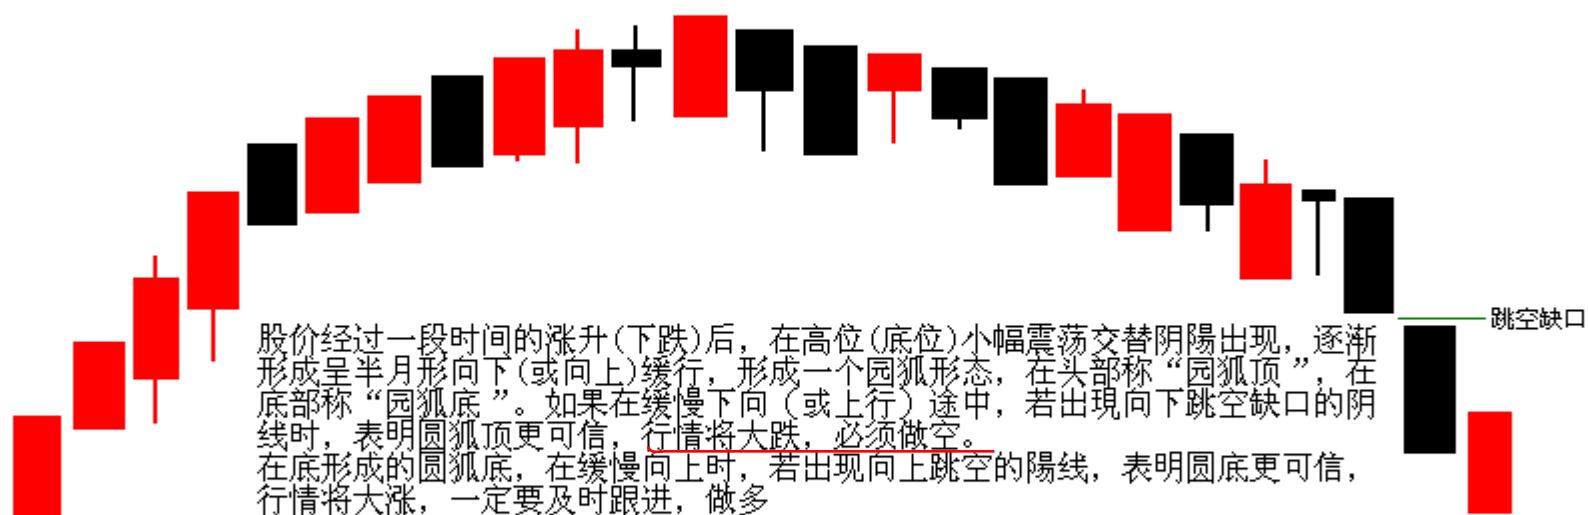 跳空缺口
股价经过一段时间的涨升(下跌)后，在高位(底位)小幅震荡交替阴陽出现，逐渐
形成呈半月形向下(或向上)缓行，形成一个园狐形态，在头部称“园狐顶”，在
底部称“园狐底”。如果在缓慢下向（或上行）途中，若出現向下跳空缺口的阴
线时，表明圆狐顶更可信，行情将大跌，必须做空。
在底形成的圆狐底，在缓慢向上时，若出现向上跳空的陽线，表明圆底更可信，
行情将大涨，一定要及时跟进，做多